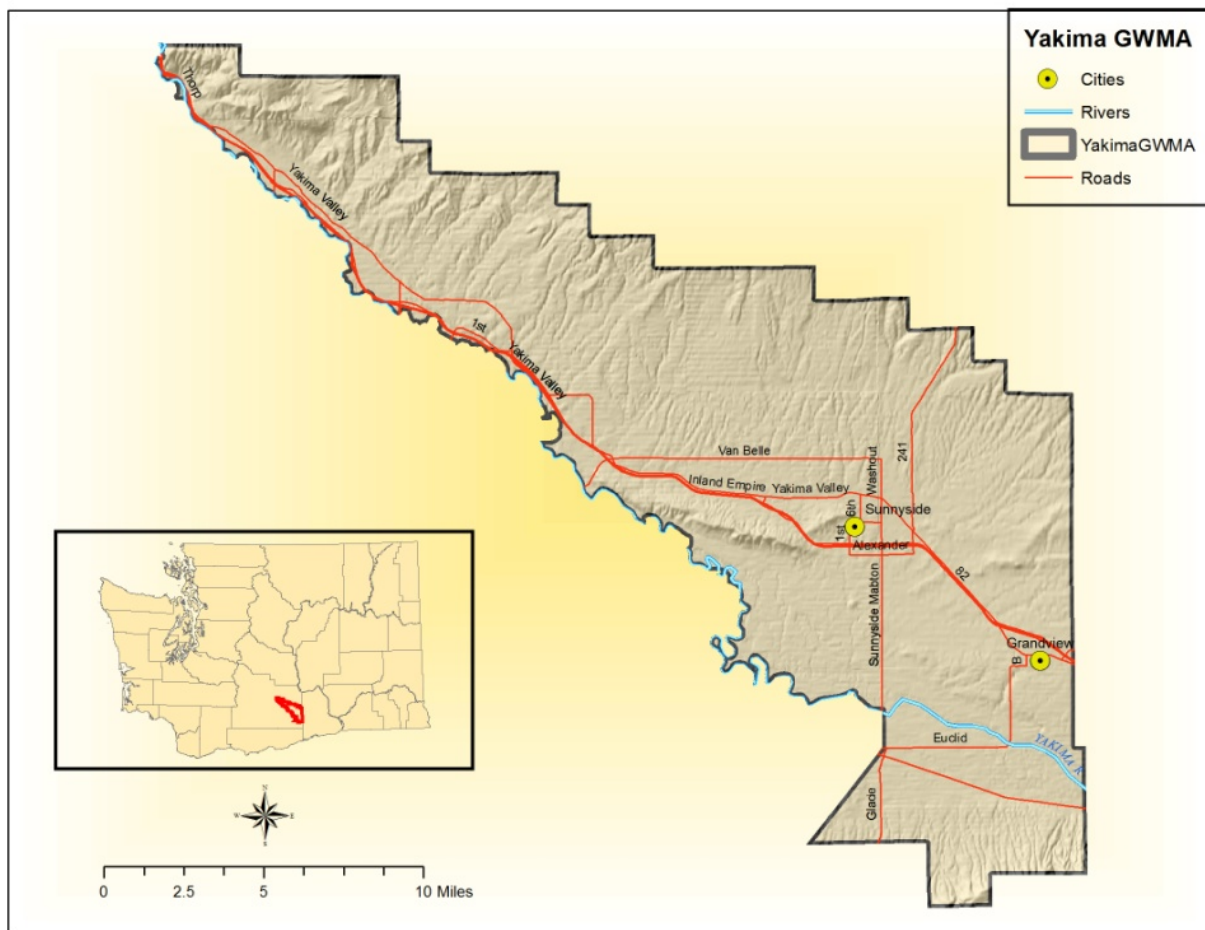 Yakima GWMA
Cities
Rivers
YakimaGWMA
Roads
Thorp
Yakima Valley
1st
Yakima Valley
Van Belle
Washout
241
Inland Empire
Yakima Valley
6th
Sunnyside
1st
Alexander
82
Sunnyside Mabton
Grandview
B
Euclid
YAKIMA R
Glade
N
W
E
S
0
2.5
5
10 Miles